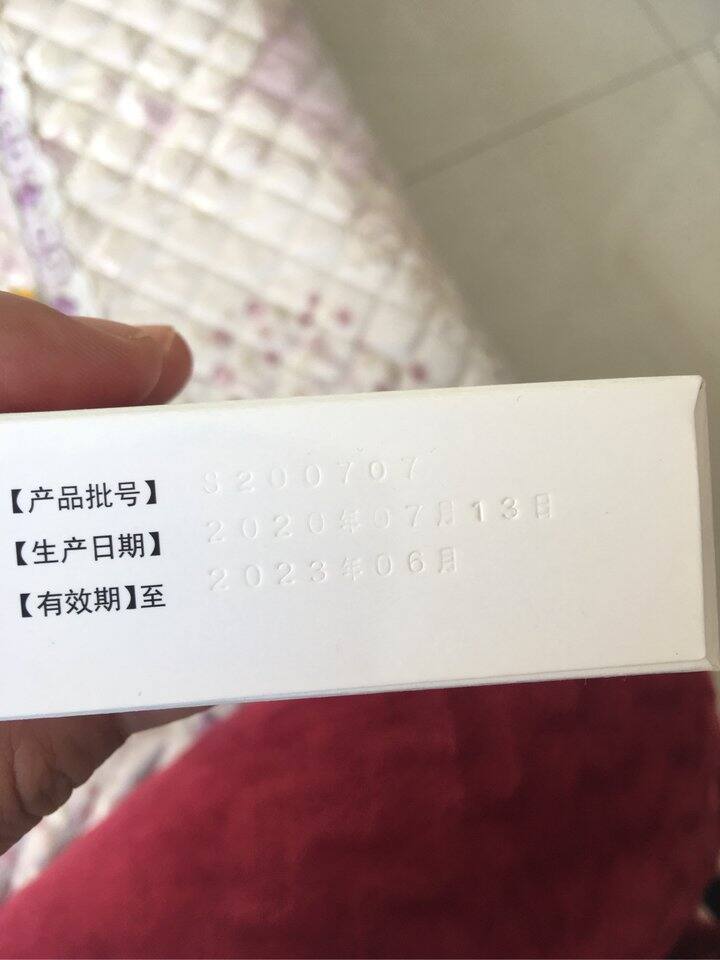 【产品批号】 S200707
【生产日期】 2020年07月13日
【有效期】至 2023年06月